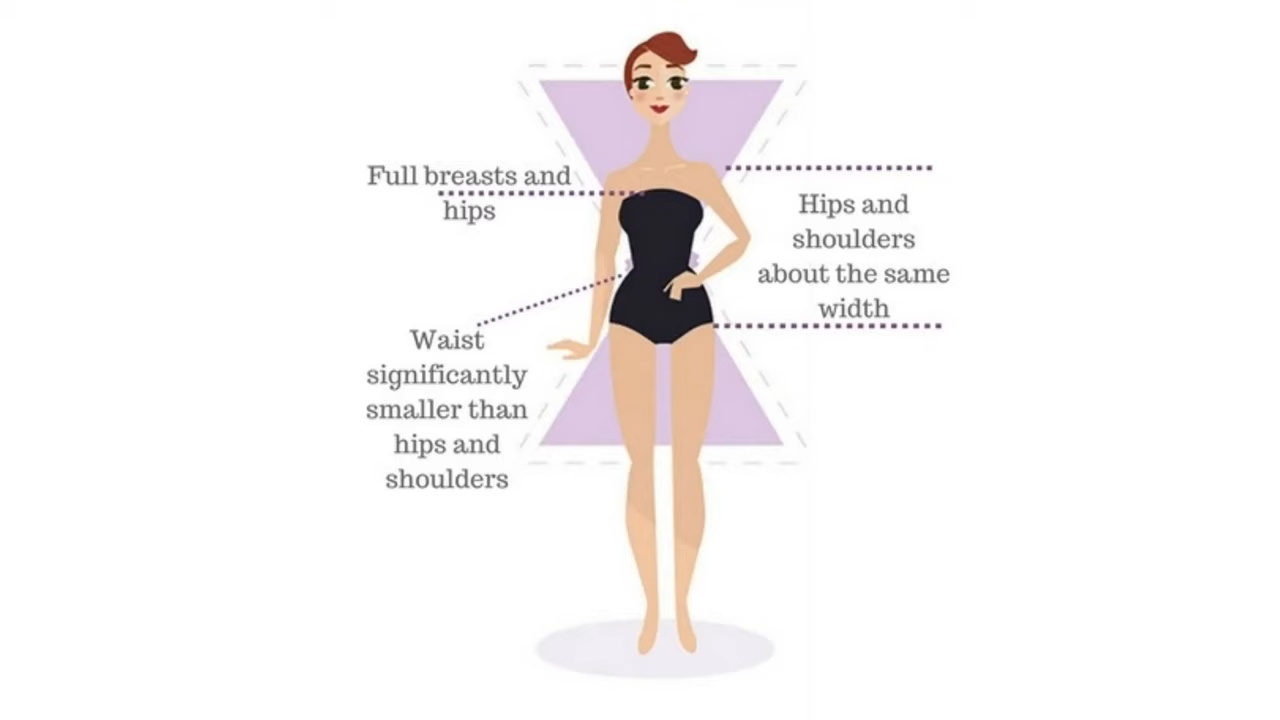 Full breasts and
hips
Waist
significantly
smaller than
hips and
shoulders
Hips and
shoulders
about the same
width